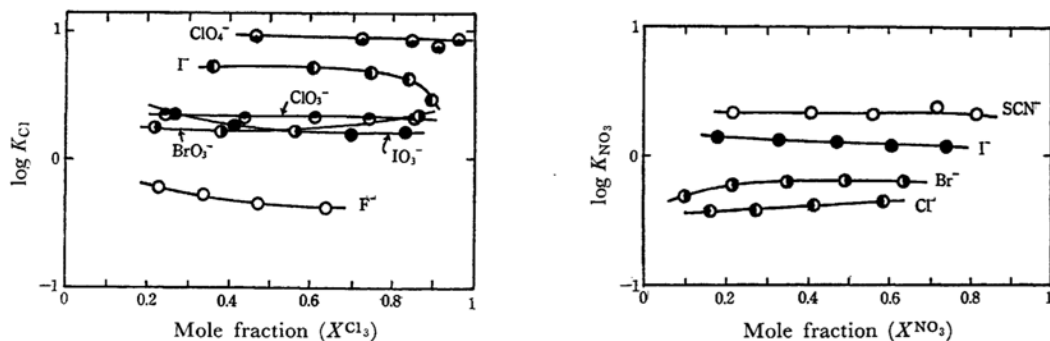 1
log K_Cl
0
−1
ClO₄⁻
I⁻
ClO₃⁻
BrO₃⁻
IO₃⁻
F⁻
0 0.2 0.4 0.6 0.8 1
Mole fraction (X^Cl₃)
1
log K_NO₃
0
−1
SCN⁻
I⁻
Br⁻
Cl⁻
0 0.2 0.4 0.6 0.8 1
Mole fraction (X^NO₃)